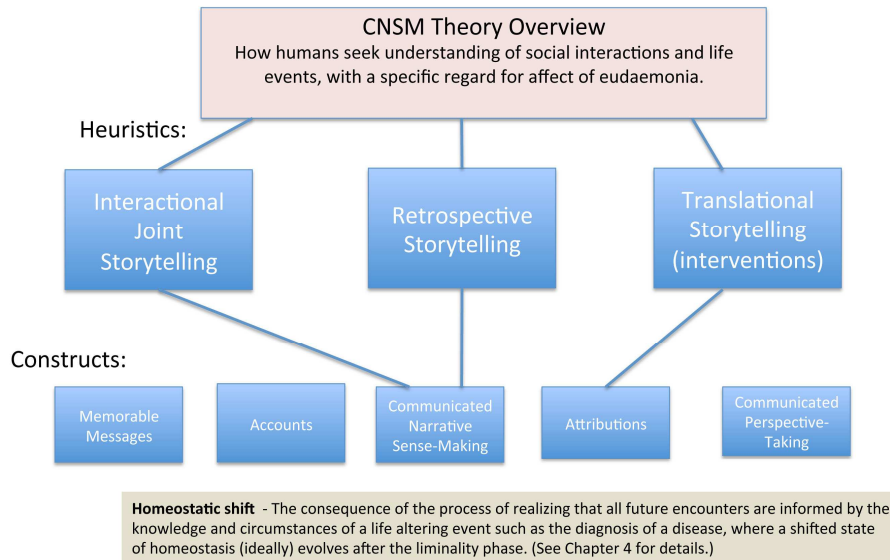 CNSM Theory Overview
How humans seek understanding of social interactions and life
events, with a specific regard for affect of eudaemonia.
Heuristics:
Interactional
Joint
Storytelling
Retrospective
Storytelling
Translational
Storytelling
(interventions)
Constructs:
Memorable
Messages
Accounts
Communicated
Narrative
Sense-Making
Attributions
Communicated
Perspective-
Taking
Homeostatic shift - The consequence of the process of realizing that all future encounters are informed by the
knowledge and circumstances of a life altering event such as the diagnosis of a disease, where a shifted state
of homeostasis (ideally) evolves after the liminality phase. (See Chapter 4 for details.)